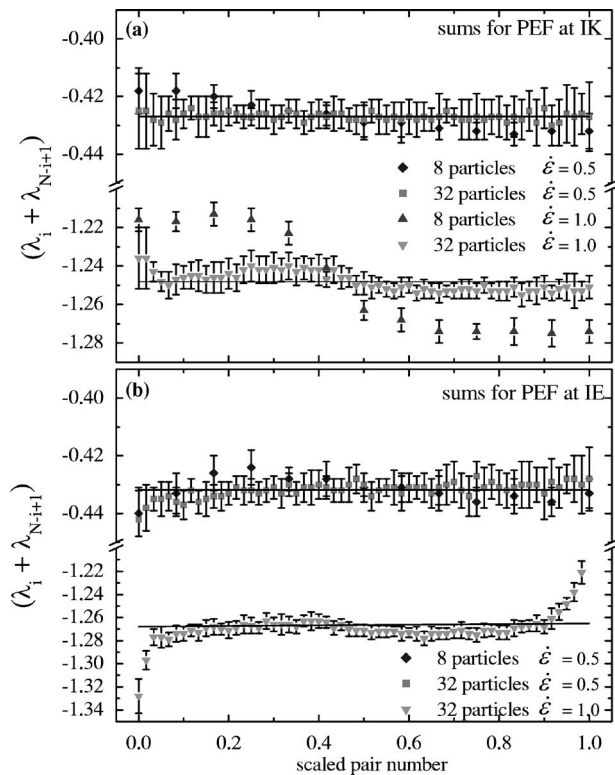 (a)
sums for PEF at IK
-0.40
-0.42
-0.44
-1.22
-1.24
-1.26
-1.28
(λi + λN-i+1)
8 particles ε̇ = 0.5
32 particles ε̇ = 0.5
8 particles ε̇ = 1.0
32 particles ε̇ = 1.0
(b)
sums for PEF at IE
-0.40
-0.42
-0.44
-1.22
-1.24
-1.26
-1.28
-1.30
-1.32
-1.34
(λi + λN-i+1)
8 particles ε̇ = 0.5
32 particles ε̇ = 0.5
32 particles ε̇ = 1.0
0.0 0.2 0.4 0.6 0.8 1.0
scaled pair number